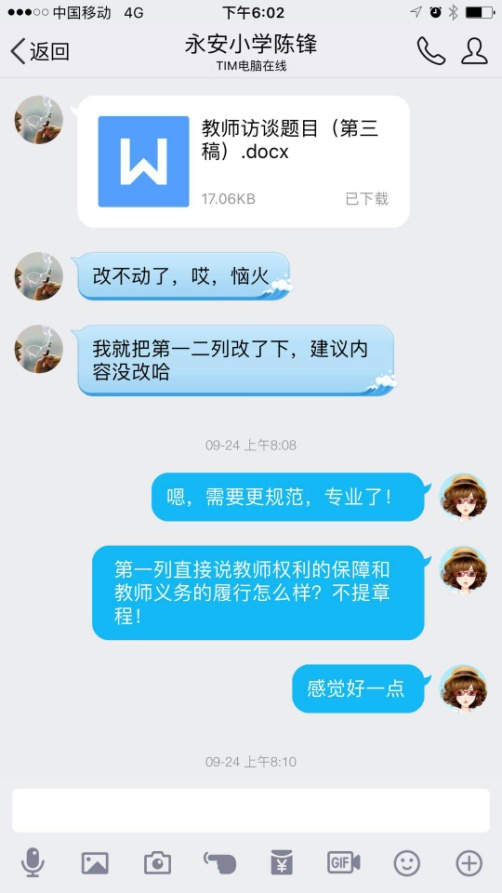 中国移动 4G 下午6:02
返回 永安小学陈锋
TIM电脑在线
教师访谈题目（第三
稿）.docx
17.06KB 已下载
改不动了，哎，恼火
我就把第一二列改了下，建议内
容没改哈
09-24 上午8:08
嗯，需要更规范，专业了！
第一列直接说教师权利的保障和
教师义务的履行怎么样？不提章
程！
感觉好一点
09-24 上午8:10
GIF